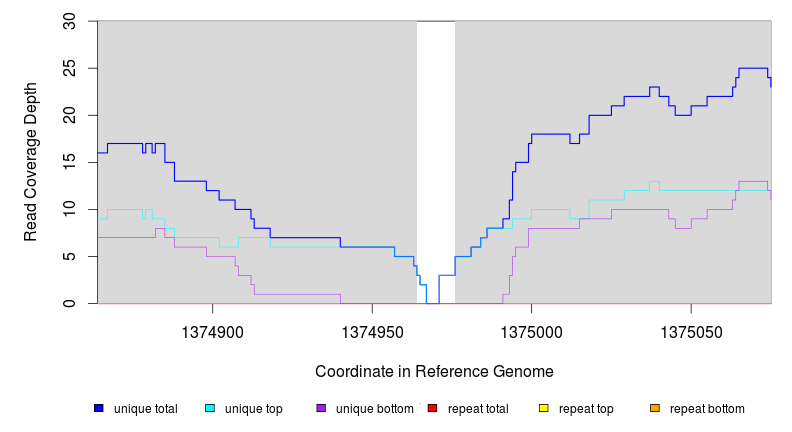 30
25
20
15
10
5
0
Read Coverage Depth
1374900 1374950 1375000 1375050
Coordinate in Reference Genome
unique total unique top unique bottom repeat total repeat top repeat bottom